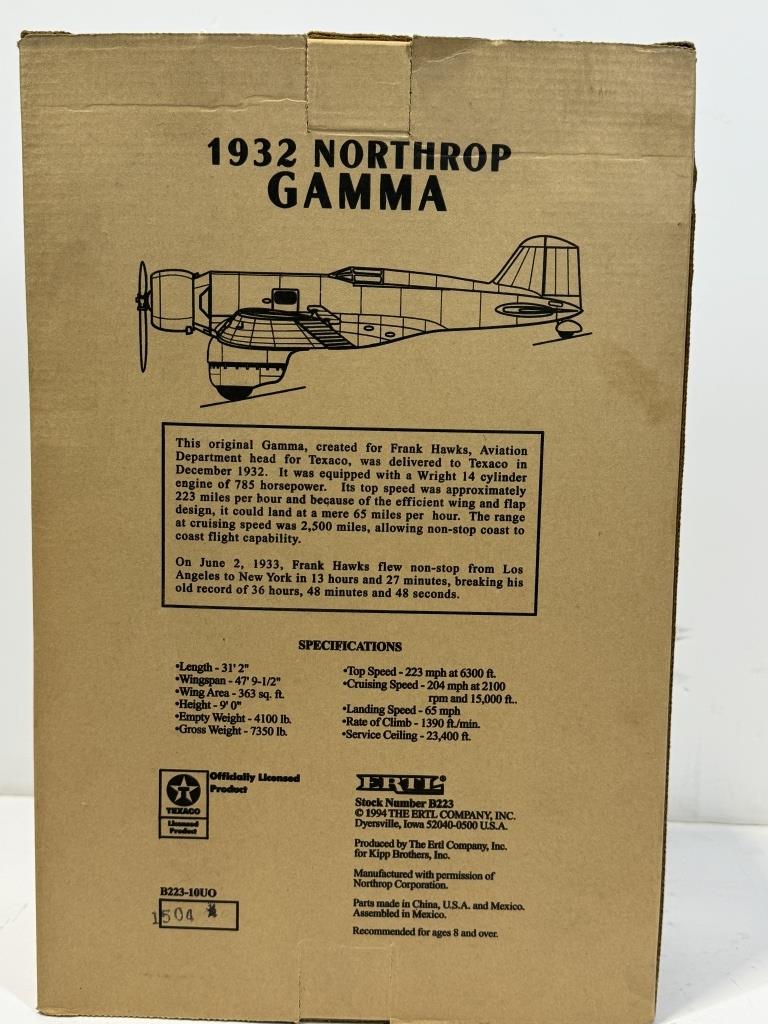 1932 NORTHROP
GAMMA
This original Gamma, created for Frank Hawks, Aviation
Department head for Texaco, was delivered to Texaco in
December 1932. It was equipped with a Wright 14 cylinder
engine of 785 horsepower. Its top speed was approximately
223 miles per hour and because of the efficient wing and flap
design, it could land at a mere 65 miles per hour. The range
at cruising speed was 2,500 miles, allowing non-stop coast to
coast flight capability.
On June 2, 1933, Frank Hawks flew non-stop from Los
Angeles to New York in 13 hours and 27 minutes, breaking his
old record of 36 hours, 48 minutes and 48 seconds.
SPECIFICATIONS
•Length - 31' 2"
•Wingspan - 47' 9-1/2"
•Wing Area - 363 sq. ft.
•Height - 9' 0"
•Empty Weight - 4100 lb.
•Gross Weight - 7350 lb.
•Top Speed - 223 mph at 6300 ft.
•Cruising Speed - 204 mph at 2100
rpm and 15,000 ft..
•Landing Speed - 65 mph
•Rate of Climb - 1390 ft./min.
•Service Ceiling - 23,400 ft.
T
TEXACO
Licensed
Product
Officially Licensed
Product
B223-10UO
1504 *
ERTL®
Stock Number B223
© 1994 THE ERTL COMPANY, INC.
Dyersville, Iowa 52040-0500 U.S.A.
Produced by The Ertl Company, Inc.
for Kipp Brothers, Inc.
Manufactured with permission of
Northrop Corporation.
Parts made in China, U.S.A. and Mexico.
Assembled in Mexico.
Recommended for ages 8 and over.